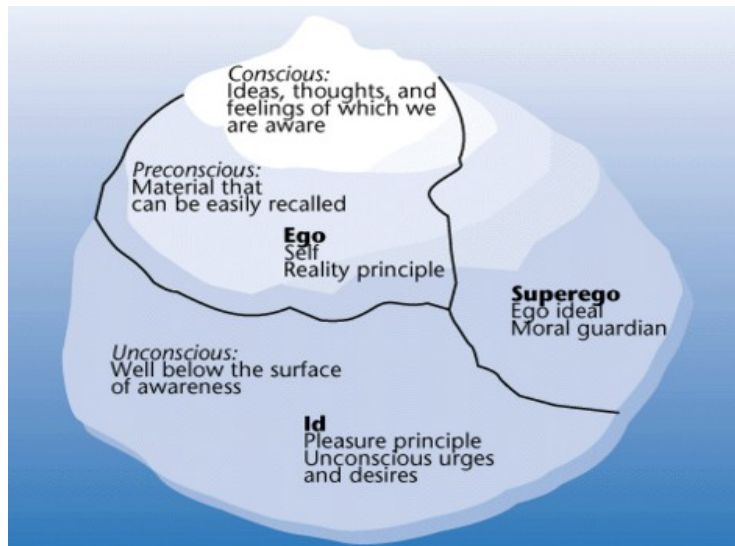 Conscious:
Ideas, thoughts, and
feelings of which we
are aware
Preconscious:
Material that
can be easily recalled
Ego
Self
Reality principle
Superego
Ego ideal
Moral guardian
Unconscious:
Well below the surface
of awareness
Id
Pleasure principle
Unconscious urges
and desires